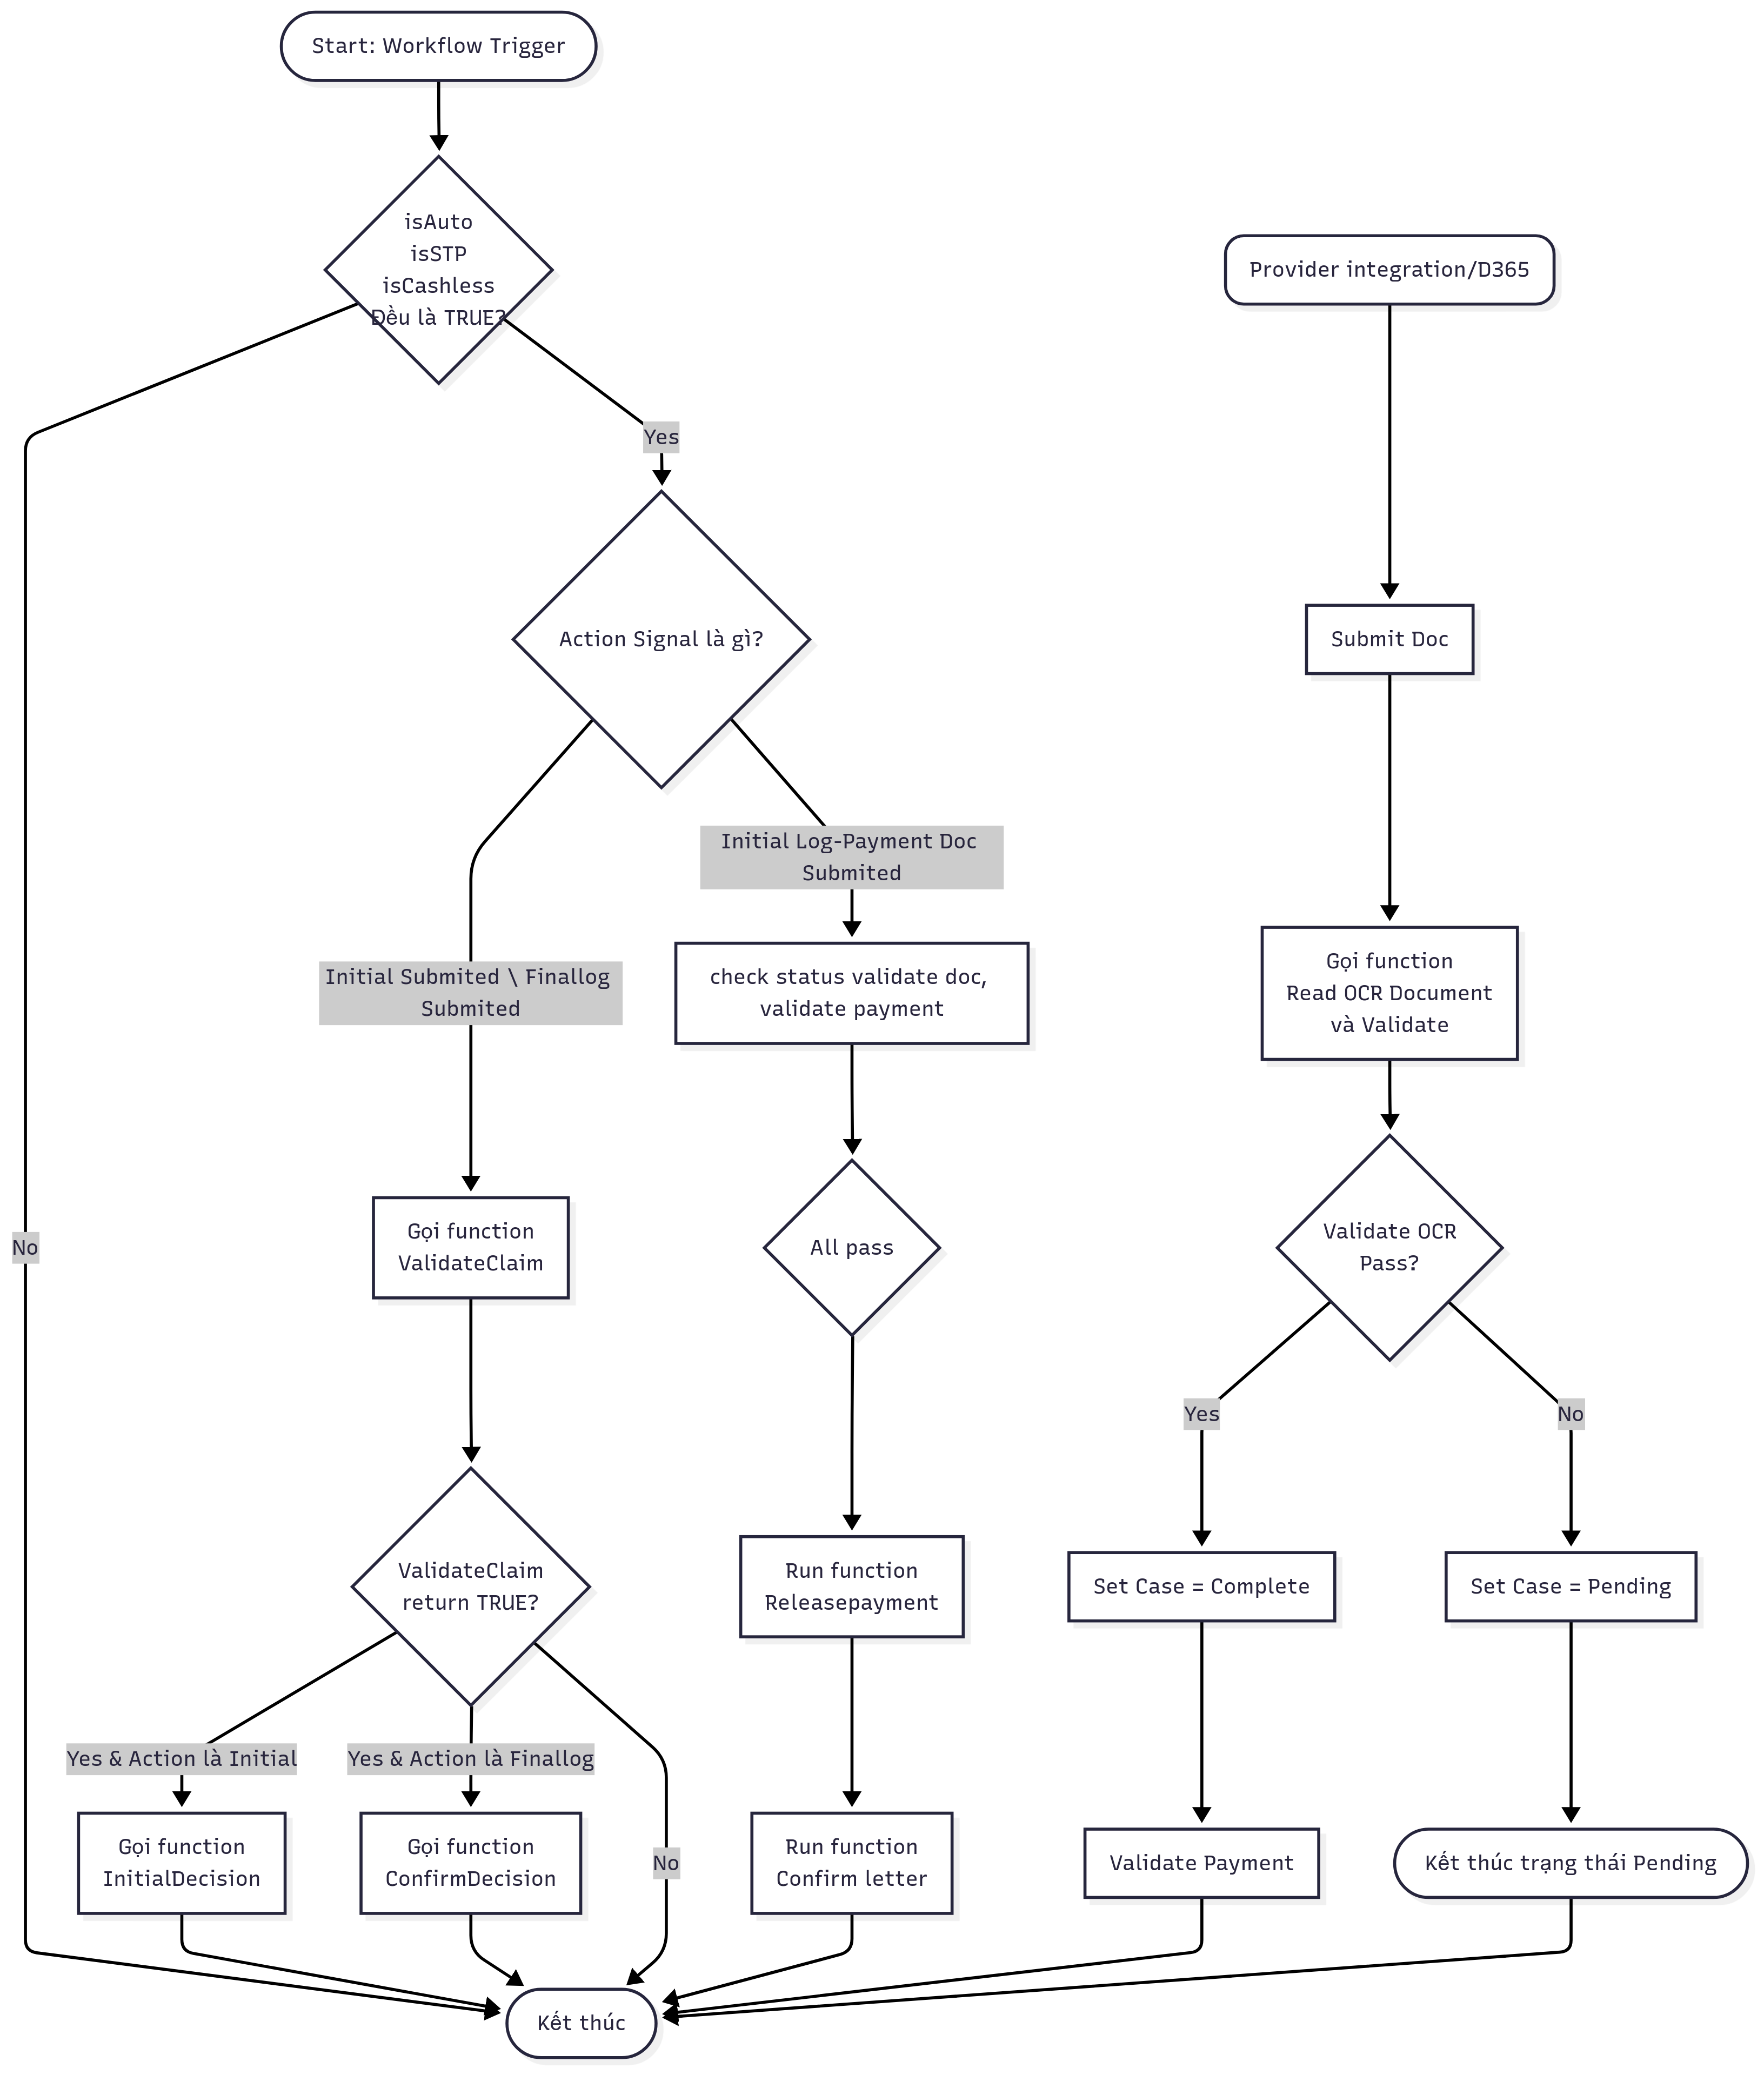 Start: Workflow Trigger
isAuto
isSTP
isCashless
Đều là TRUE?
Provider integration/D365
Yes
Action Signal là gì?
Submit Doc
Initial Log-Payment Doc
Submited
Initial Submited \ Finallog
Submited
check status validate doc,
validate payment
Gọi function
Read OCR Document
và Validate
No
Gọi function
ValidateClaim
All pass
Validate OCR
Pass?
Yes
No
ValidateClaim
return TRUE?
Run function
Releasepayment
Set Case = Complete
Set Case = Pending
Yes & Action là Initial
Yes & Action là Finallog
Gọi function
InitialDecision
Gọi function
ConfirmDecision
No
Run function
Confirm letter
Validate Payment
Kết thúc trạng thái Pending
Kết thúc